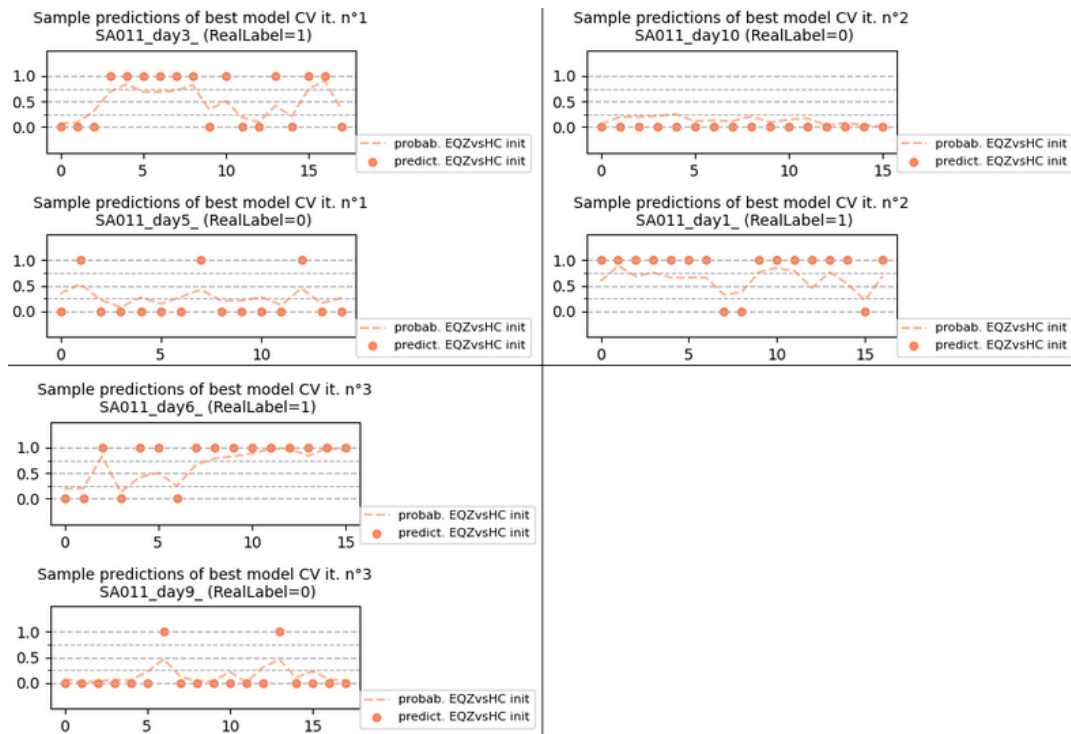 Sample predictions of best model CV it. n°1
SA011_day3_ (RealLabel=1)
1.0
0.5
0.0
0 5 10 15
probab. EQZvsHC init
predict. EQZvsHC init
Sample predictions of best model CV it. n°1
SA011_day5_ (RealLabel=0)
1.0
0.5
0.0
0 5 10
probab. EQZvsHC init
predict. EQZvsHC init
Sample predictions of best model CV it. n°2
SA011_day10 (RealLabel=0)
1.0
0.5
0.0
0 5 10 15
probab. EQZvsHC init
predict. EQZvsHC init
Sample predictions of best model CV it. n°2
SA011_day1_ (RealLabel=1)
1.0
0.5
0.0
0 5 10 15
probab. EQZvsHC init
predict. EQZvsHC init
Sample predictions of best model CV it. n°3
SA011_day6_ (RealLabel=1)
1.0
0.5
0.0
0 5 10 15
probab. EQZvsHC init
predict. EQZvsHC init
Sample predictions of best model CV it. n°3
SA011_day9_ (RealLabel=0)
1.0
0.5
0.0
0 5 10 15
probab. EQZvsHC init
predict. EQZvsHC init